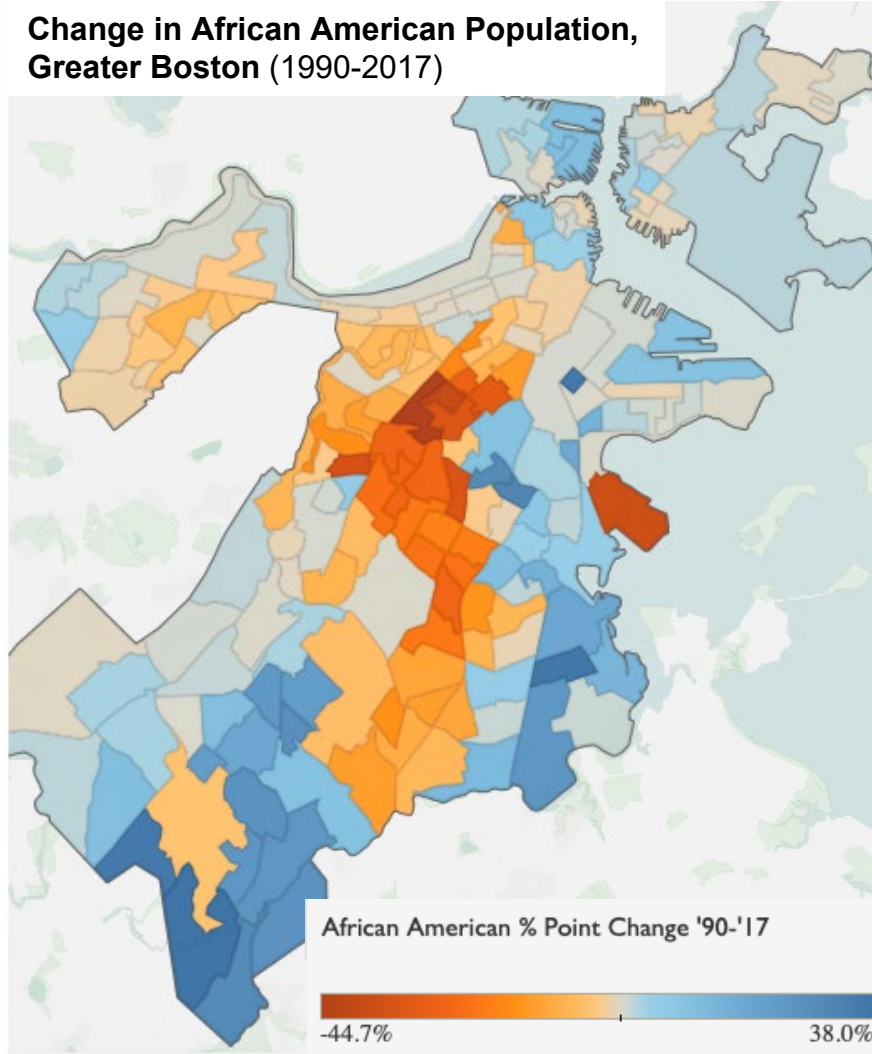 Change in African American Population,
Greater Boston (1990-2017)
African American % Point Change '90-'17
-44.7%
38.0%